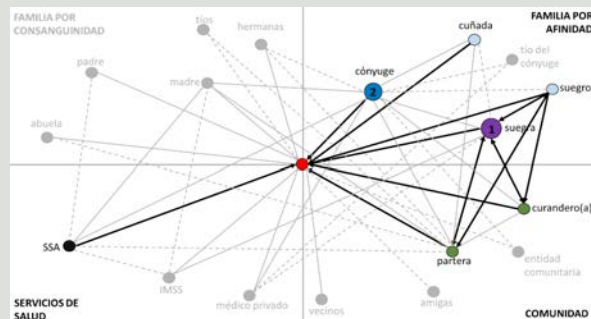 FAMILIA POR
CONSANGUINIDAD
tíos
hermanas
cuñada
FAMILIA POR
AFINIDAD
padre
madre
cónyuge
2
tio del
cónyuge
suegro
abuela
1
suegra
curandero(a)
SSA
partera
entidad
comunitaria
IMSS
médico privado
vecinos
amigas
SERVICIOS DE
SALUD
COMUNIDAD